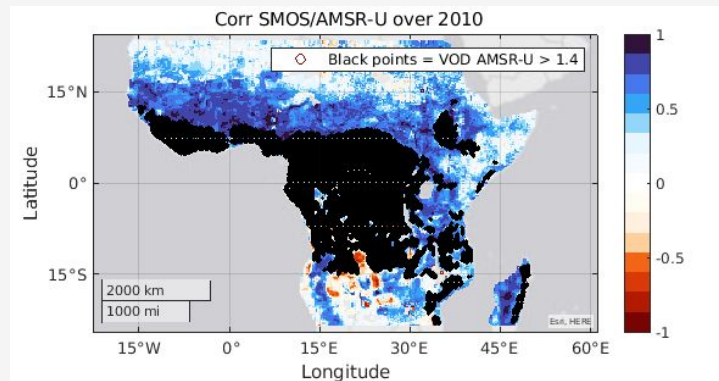 Corr SMOS/AMSR-U over 2010
Black points = VOD AMSR-U > 1.4
15°N
0°
15°S
Latitude
2000 km
1000 mi
Esri, HERE
15°W 0° 15°E 30°E 45°E 60°E
Longitude
1
0.5
0
-0.5
-1